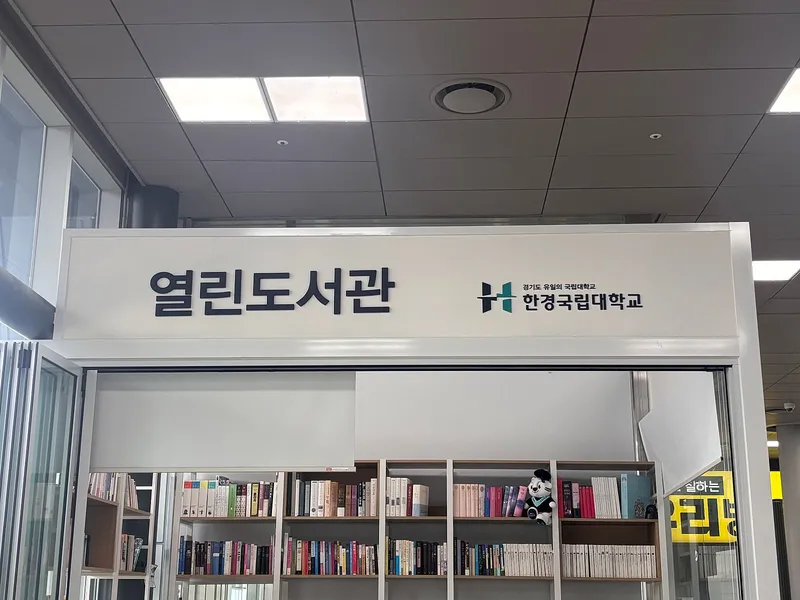 열린도서관
경기도 유일의 국립대학교
한경국립대학교